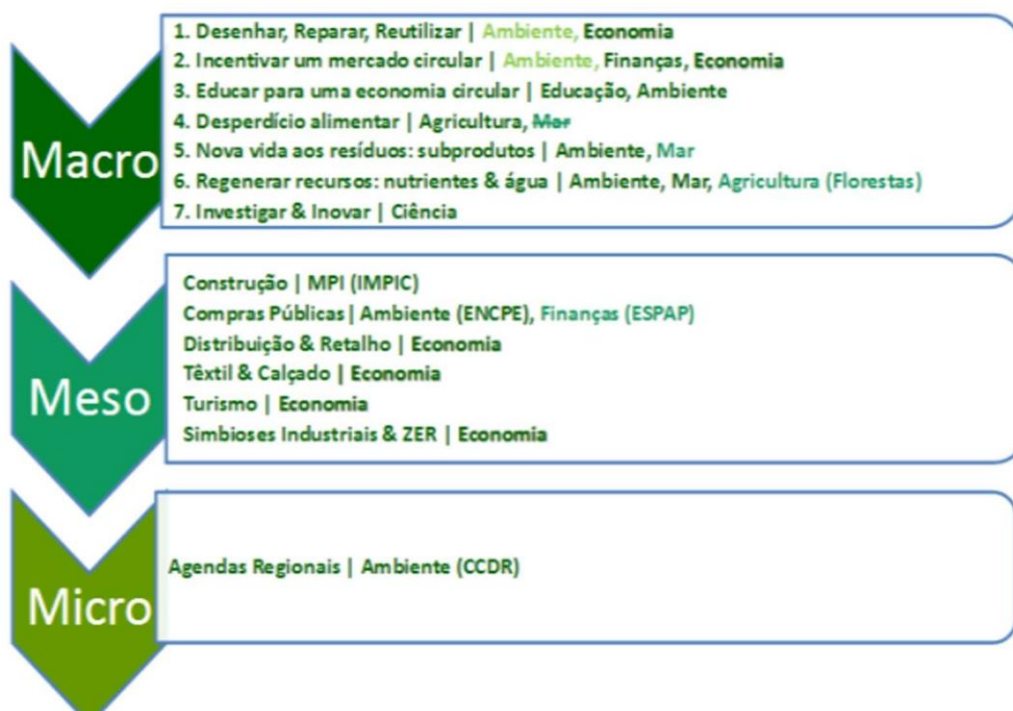 Macro
1. Desenhar, Reparar, Reutilizar | Ambiente, Economia
2. Incentivar um mercado circular | Ambiente, Finanças, Economia
3. Educar para uma economia circular | Educação, Ambiente
4. Desperdício alimentar | Agricultura, Mar
5. Nova vida aos resíduos: subprodutos | Ambiente, Mar
6. Regenerar recursos: nutrientes & água | Ambiente, Mar, Agricultura (Florestas)
7. Investigar & Inovar | Ciência
Meso
Construção | MPI (IMPIC)
Compras Públicas | Ambiente (ENCPE), Finanças (ESPAP)
Distribuição & Retalho | Economia
Têxtil & Calçado | Economia
Turismo | Economia
Simbioses Industriais & ZER | Economia
Micro
Agendas Regionais | Ambiente (CCDR)